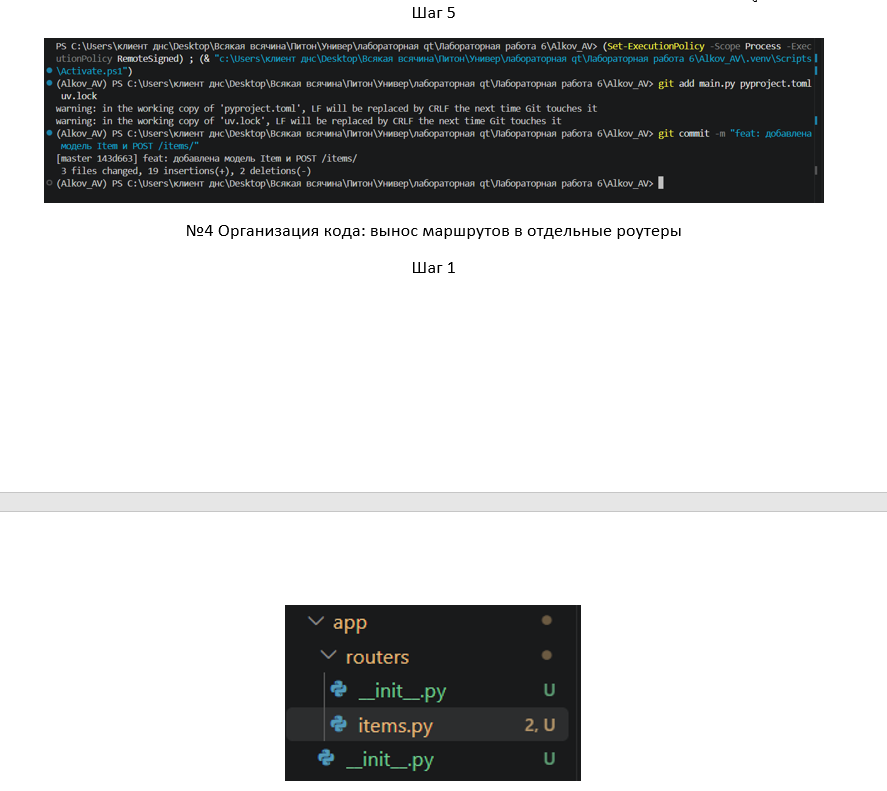 Шаг 5
PS C:\Users\клиент днс\Desktop\Всякая всячина\Питон\Универ\лабораторная qt\Лабораторная работа 6\Alkov_AV> (Set-ExecutionPolicy -Scope Process -Exec
utionPolicy RemoteSigned) ; (& "c:\Users\клиент днс\Desktop\Всякая всячина\Питон\Универ\лабораторная qt\Лабораторная работа 6\Alkov_AV\.venv\Scripts
\Activate.ps1")
(Alkov_AV) PS C:\Users\клиент днс\Desktop\Всякая всячина\Питон\Универ\лабораторная qt\Лабораторная работа 6\Alkov_AV> git add main.py pyproject.toml
uv.lock
warning: in the working copy of 'pyproject.toml', LF will be replaced by CRLF the next time Git touches it
warning: in the working copy of 'uv.lock', LF will be replaced by CRLF the next time Git touches it
(Alkov_AV) PS C:\Users\клиент днс\Desktop\Всякая всячина\Питон\Универ\лабораторная qt\Лабораторная работа 6\Alkov_AV> git commit -m "feat: добавлена
модель Item и POST /items/"
[master 143d663] feat: добавлена модель Item и POST /items/
3 files changed, 19 insertions(+), 2 deletions(-)
(Alkov_AV) PS C:\Users\клиент днс\Desktop\Всякая всячина\Питон\Универ\лабораторная qt\Лабораторная работа 6\Alkov_AV>
№4 Организация кода: вынос маршрутов в отдельные роутеры
Шаг 1
app
routers
__init__.py U
items.py 2, U
__init__.py U